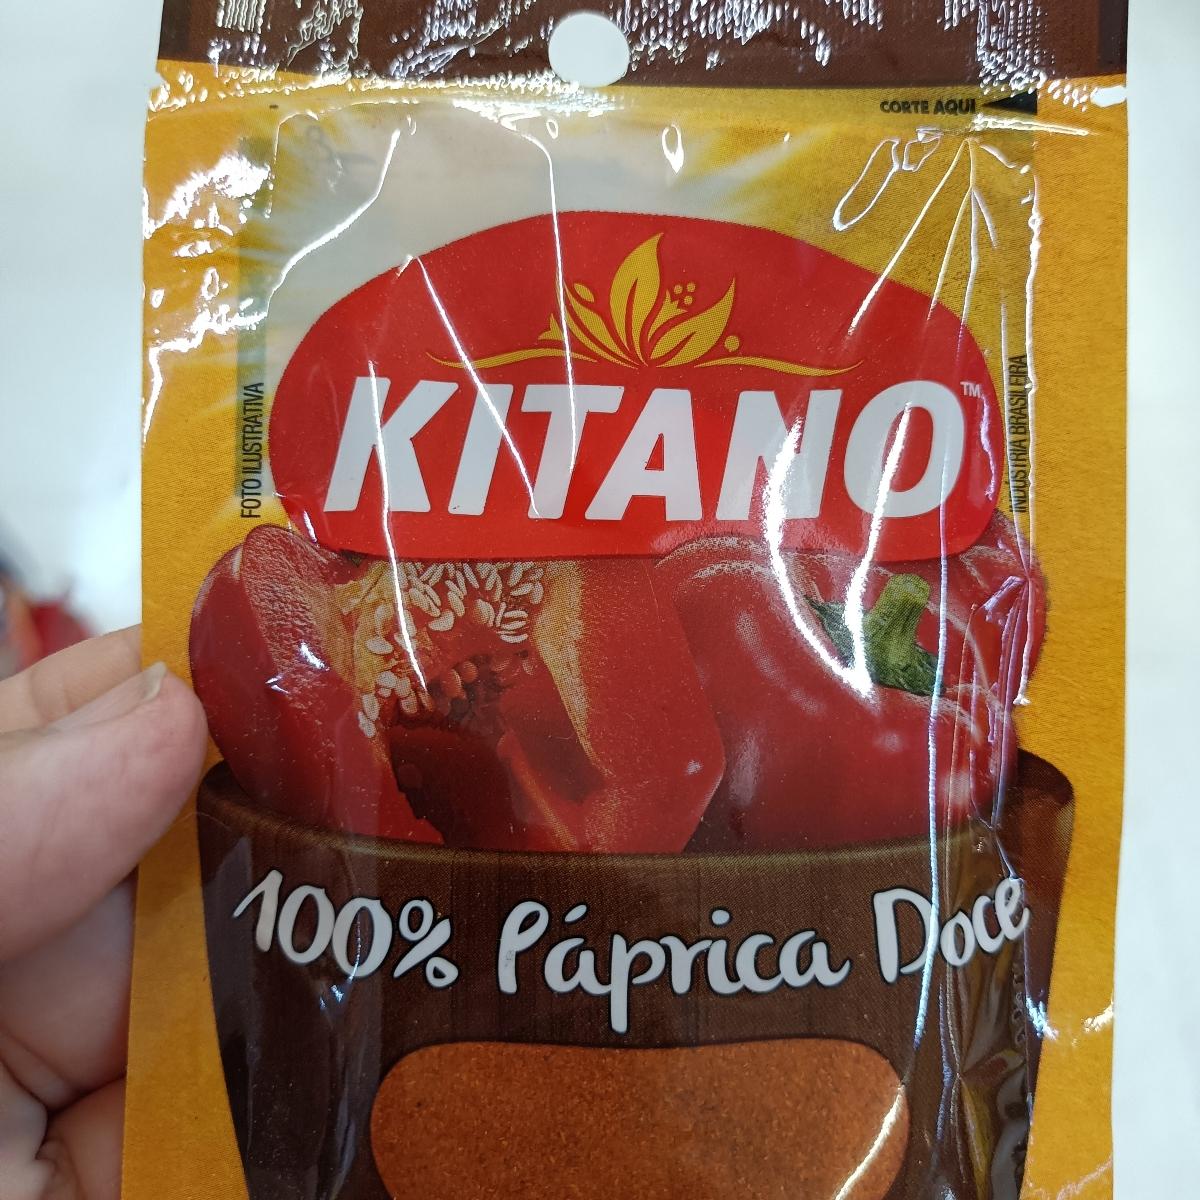 CORTE AQUI
KITANO™
FOTO ILUSTRATIVA
INDÚSTRIA BRASILEIRA
100% Páprica Doce